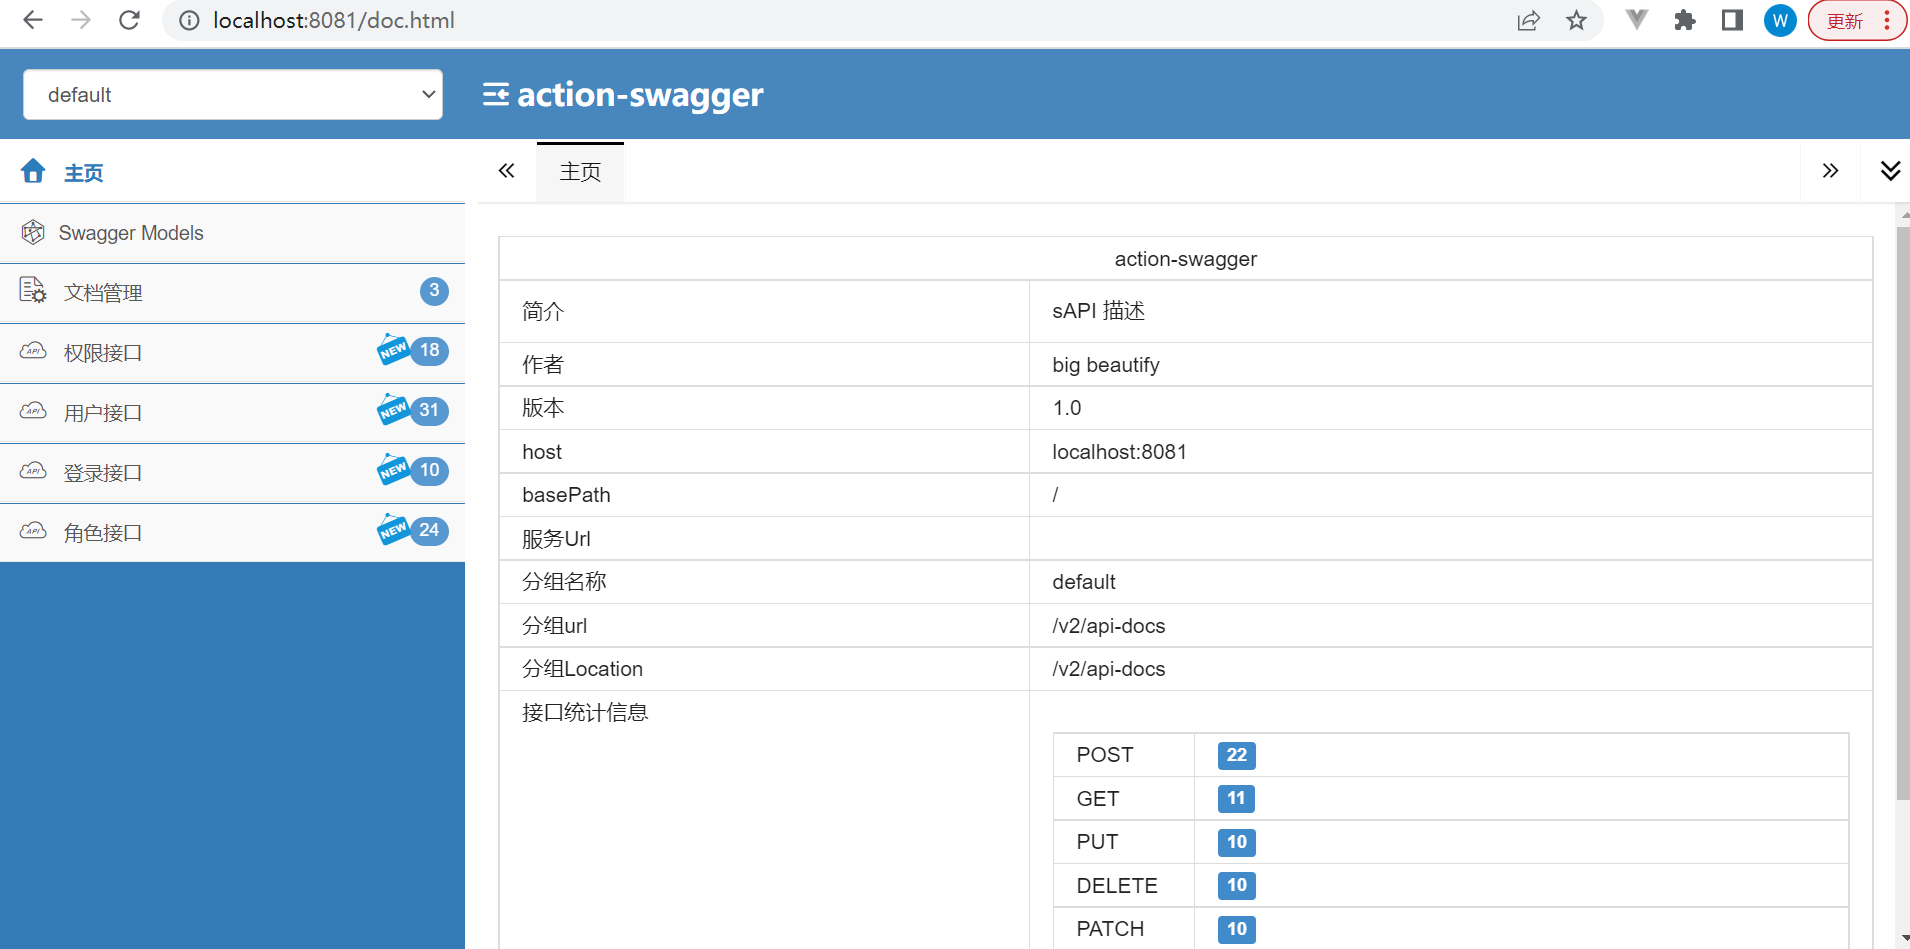 localhost:8081/doc.html
W
更新
default
action-swagger
主页
Swagger Models
文档管理 3
权限接口 NEW 18
用户接口 NEW 31
登录接口 NEW 10
角色接口 NEW 24
主页
action-swagger
简介 sAPI 描述
作者 big beautify
版本 1.0
host localhost:8081
basePath /
服务Url
分组名称 default
分组url /v2/api-docs
分组Location /v2/api-docs
接口统计信息
POST 22
GET 11
PUT 10
DELETE 10
PATCH 10